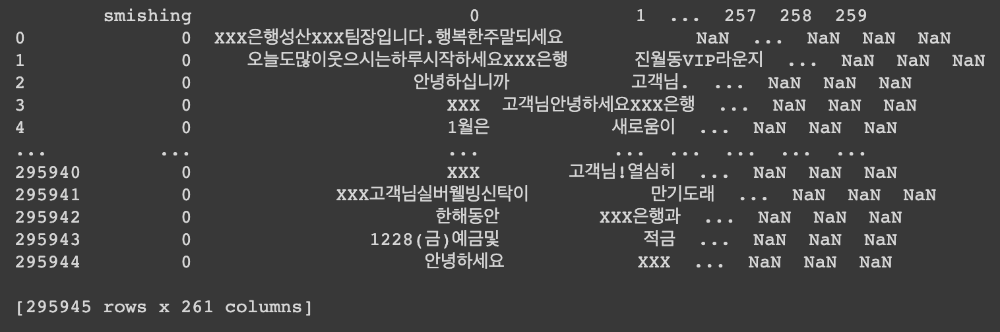 smishing 0 1 ... 257 258 259
0 0 XXX은행성산XXX팀장입니다.행복한주말되세요 NaN ... NaN NaN NaN
1 0 오늘도많이웃으시는하루시작하세요XXX은행 진월동VIP라운지 ... NaN NaN NaN
2 0 안녕하십니까 고객님. ... NaN NaN NaN
3 0 XXX 고객님안녕하세요XXX은행 ... NaN NaN NaN
4 0 1월은 새로움이 ... NaN NaN NaN
... ... ... ... ... ... ... ...
295940 0 XXX 고객님!열심히 ... NaN NaN NaN
295941 0 XXX고객님실버웰빙신탁이 만기도래 ... NaN NaN NaN
295942 0 한해동안 XXX은행과 ... NaN NaN NaN
295943 0 1228(금)예금및 적금 ... NaN NaN NaN
295944 0 안녕하세요 XXX ... NaN NaN NaN
[295945 rows x 261 columns]